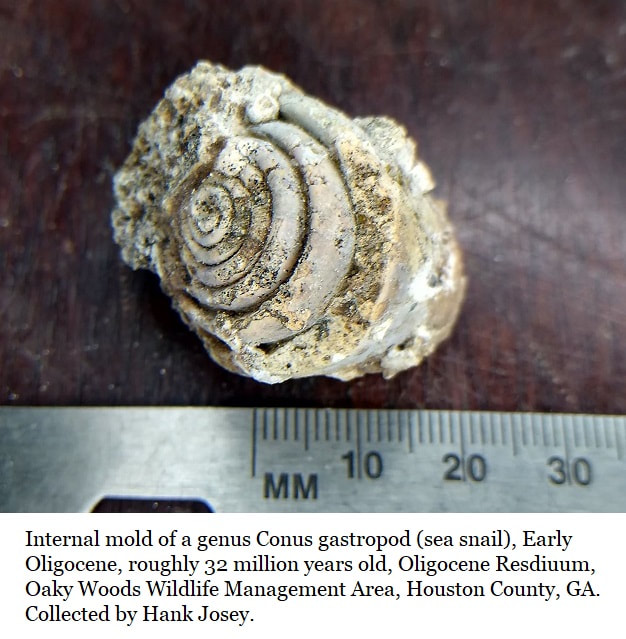 MM 10 20 30
Internal mold of a genus Conus gastropod (sea snail), Early
Oligocene, roughly 32 million years old, Oligocene Resdiuum,
Oaky Woods Wildlife Management Area, Houston County, GA.
Collected by Hank Josey.